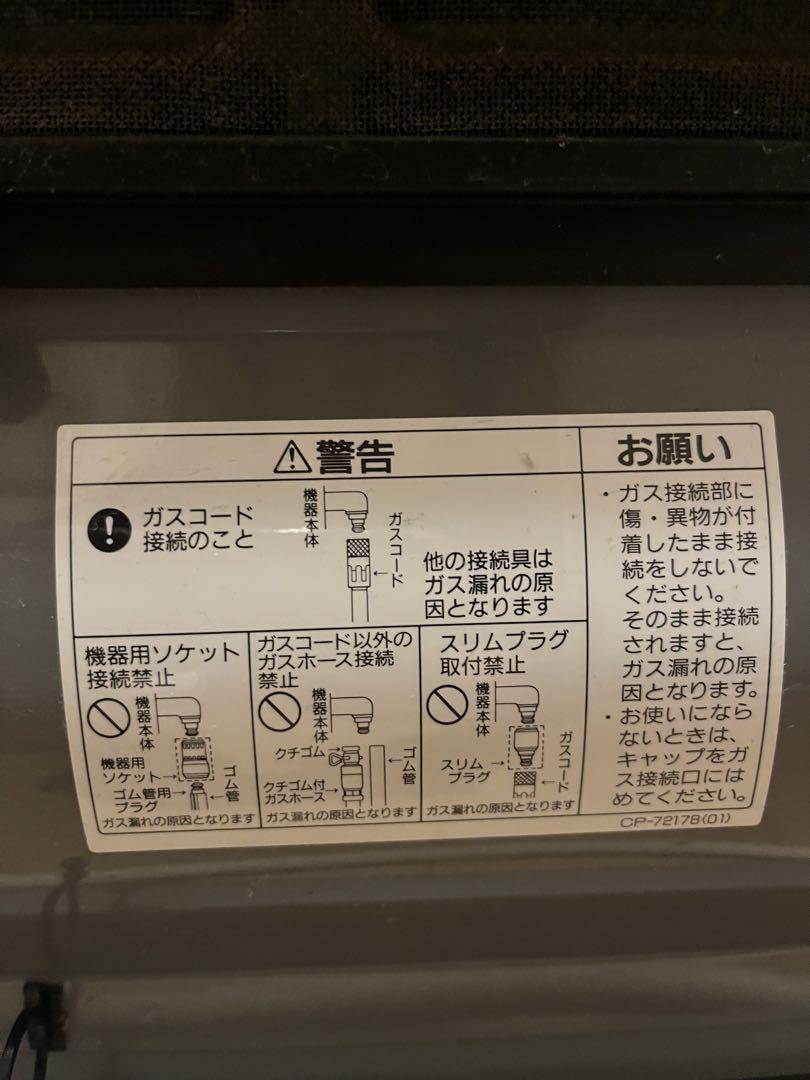 ⚠警告
ガスコード
接続のこと
機器本体
ガスコード
他の接続具は
ガス漏れの原
因となります
機器用ソケット
接続禁止
機器本体
機器用
ソケット
ゴム管用
プラグ
ゴム管
ガス漏れの原因となります
ガスコード以外の
ガスホース接続
禁止
機器本体
クチゴム
クチゴム付
ガスホース
ゴム管
ガス漏れの原因となります
スリムプラグ
取付禁止
機器本体
スリム
プラグ
ガスコード
ガス漏れの原因となります
お願い
・ガス接続部に
傷・異物が付
着したまま接
続をしないで
ください。
そのまま接続
されますと、
ガス漏れの原
因となります。
・お使いになら
ないときは、
キャップをガ
ス接続口には
めてください。
CP-72178(01)